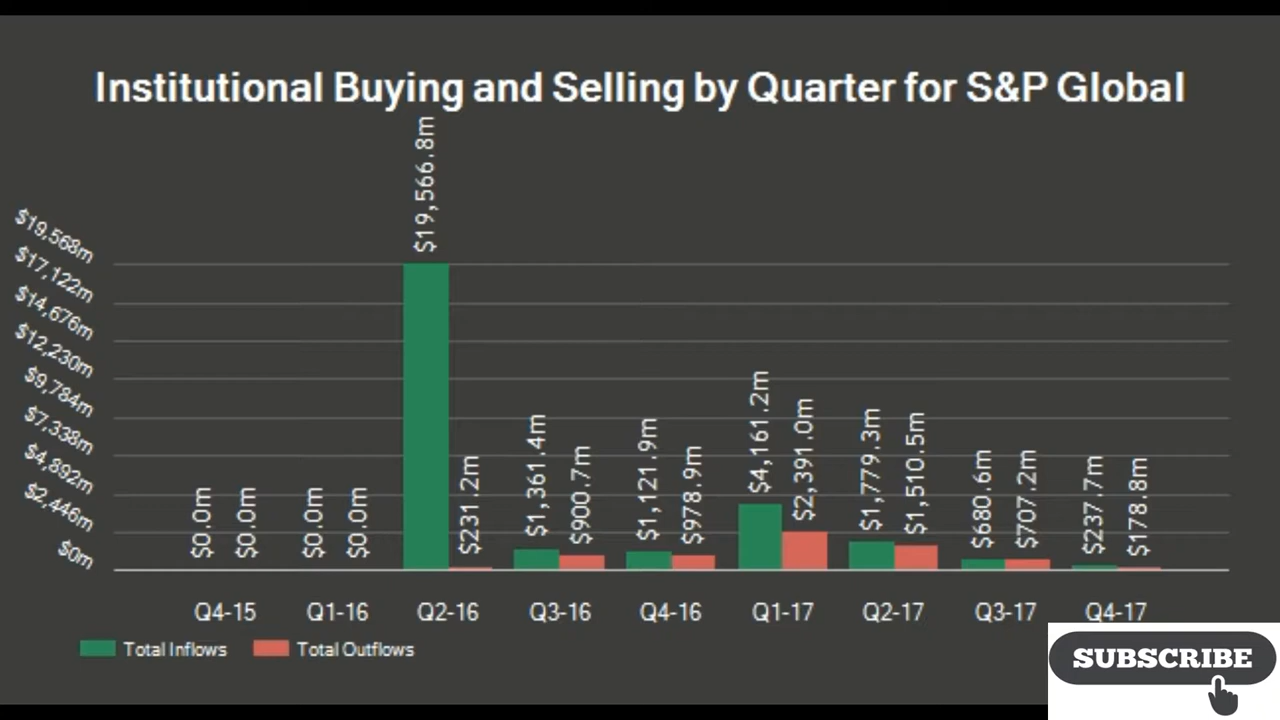 Institutional Buying and Selling by Quarter for S&P Global
$19,568m
$17,122m
$14,676m
$12,230m
$9,784m
$7,338m
$4,892m
$2,446m
$0m
$0.0m
$0.0m
$0.0m
$0.0m
$19,566.8m
$231.2m
$1,361.4m
$900.7m
$1,121.9m
$978.9m
$4,161.2m
$2,391.0m
$1,779.3m
$1,510.5m
$680.6m
$707.2m
$237.7m
$178.8m
Q4-15 Q1-16 Q2-16 Q3-16 Q4-16 Q1-17 Q2-17 Q3-17 Q4-17
Total Inflows Total Outflows
SUBSCRIBE